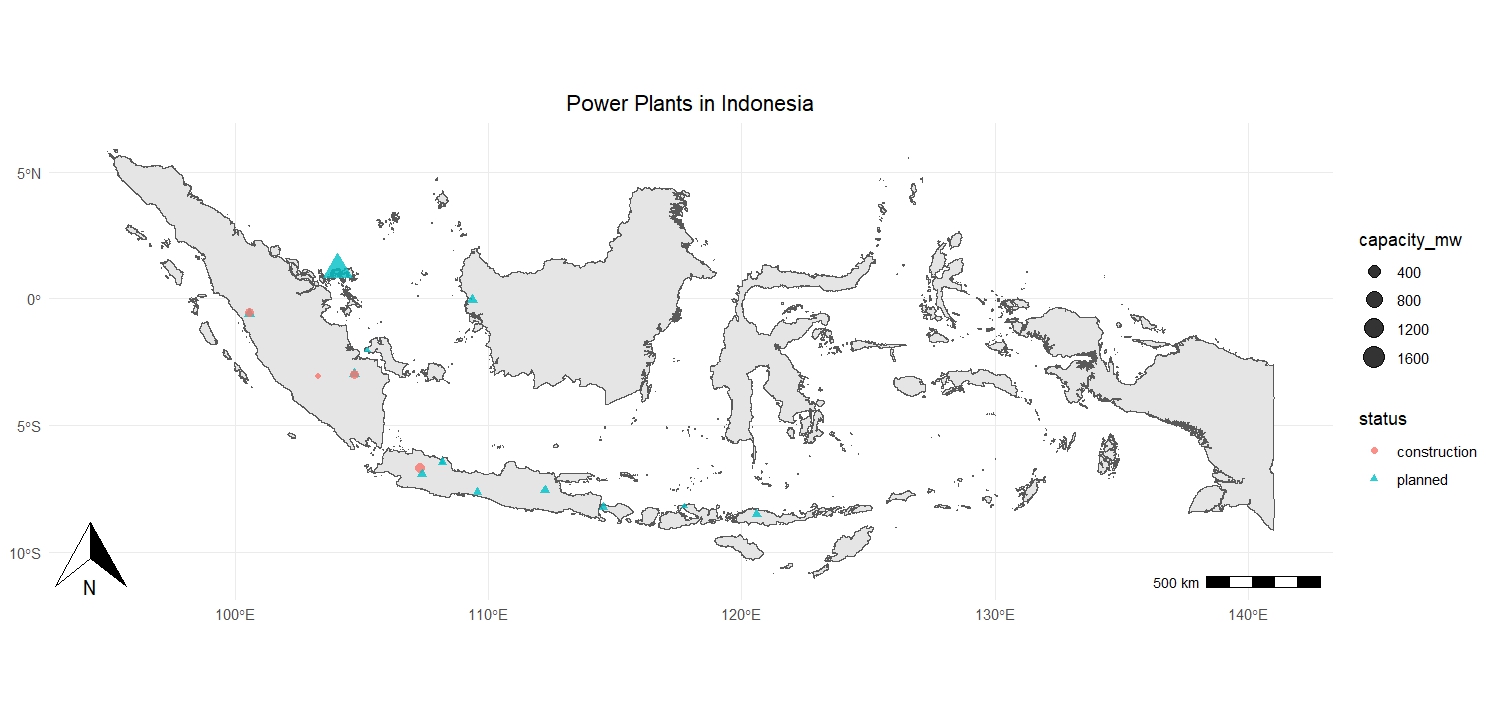 Power Plants in Indonesia
5°N
0°
5°S
10°S
100°E
110°E
120°E
130°E
140°E
N
500 km
capacity_mw
400
800
1200
1600
status
construction
planned